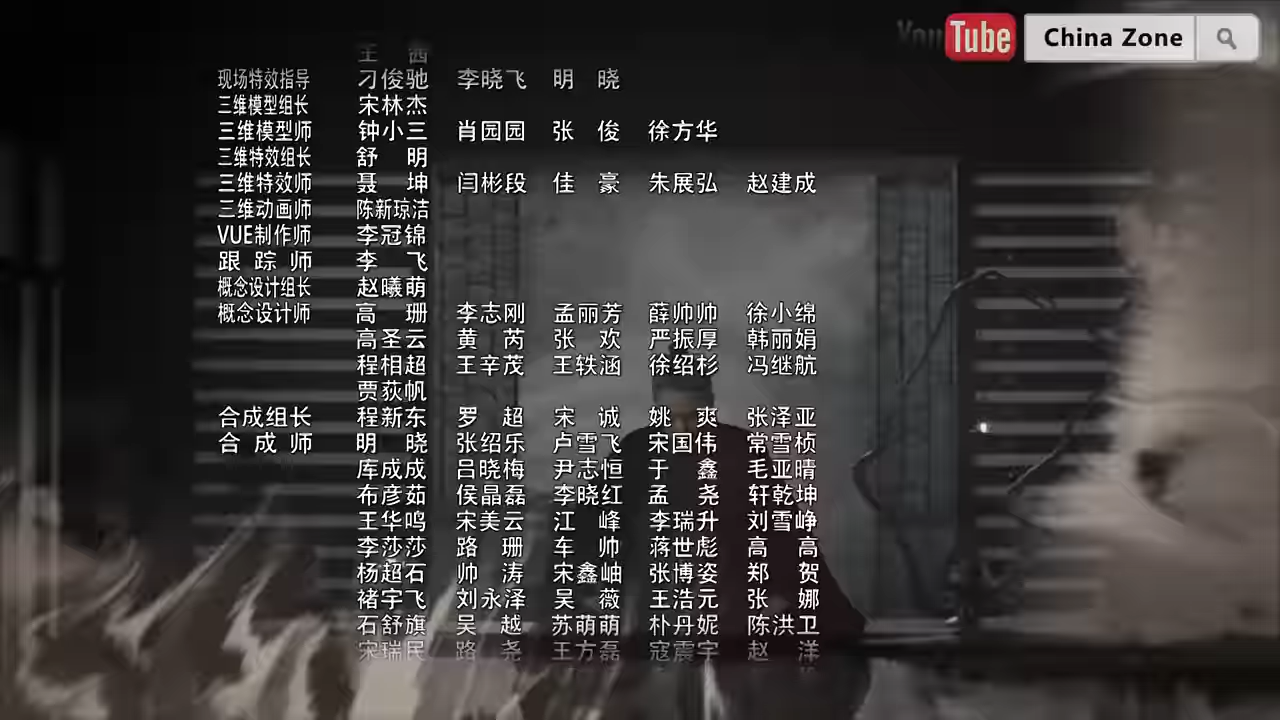 YouTube China Zone
王 茜
现场特效指导 刁俊驰 李晓飞 明 晓
三维模型组长 宋林杰
三维模型师 钟小三 肖园园 张 俊 徐方华
三维特效组长 舒 明
三维特效师 聂 坤 闫彬段 佳 豪 朱展弘 赵建成
三维动画师 陈新琼洁
VUE制作师 李冠锦
跟踪师 李 飞
概念设计组长 赵曦萌
概念设计师 高 珊 李志刚 孟丽芳 薛帅帅 徐小绵
高圣云 黄 芮 张 欢 严振厚 韩丽娟
程相超 王辛茂 王轶涵 徐绍杉 冯继航
贾荻帆
合成组长 程新东 罗 超 宋 诚 姚 爽 张泽亚
合成师 明 晓 张绍乐 卢雪飞 宋国伟 常雪桢
库成成 吕晓梅 尹志恒 于 鑫 毛亚晴
布彦茹 侯晶磊 李晓红 孟 尧 轩乾坤
王华鸣 宋美云 江 峰 李瑞升 刘雪峥
李莎莎 路 珊 车 帅 蒋世彪 高 高
杨超石 帅 涛 宋鑫岫 张博姿 郑 贺
褚宇飞 刘永泽 吴 薇 王浩元 张 娜
石舒旗 吴 越 苏萌萌 朴丹妮 陈洪卫
宋瑞民 路 尧 王方磊 寇震宇 赵 洋